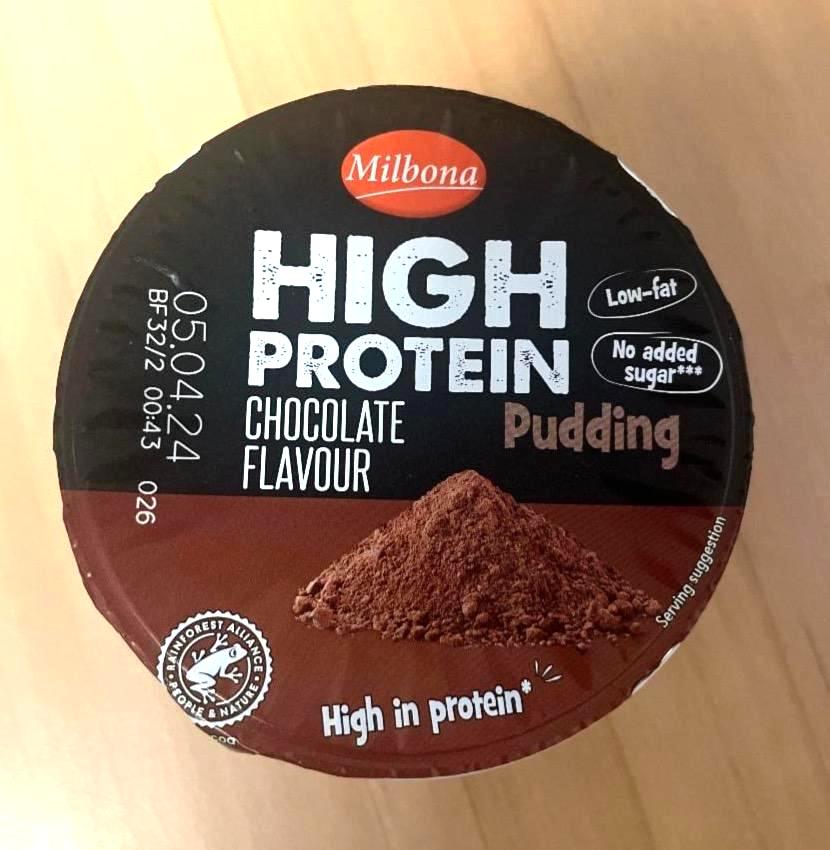 Milbona
HIGH
PROTEIN
CHOCOLATE
FLAVOUR
Pudding
Low-fat
No added
sugar***
05.04.24
BF32/2 00:43 026
Serving suggestion
RAINFOREST ALLIANCE
PEOPLE & NATURE
High in protein*